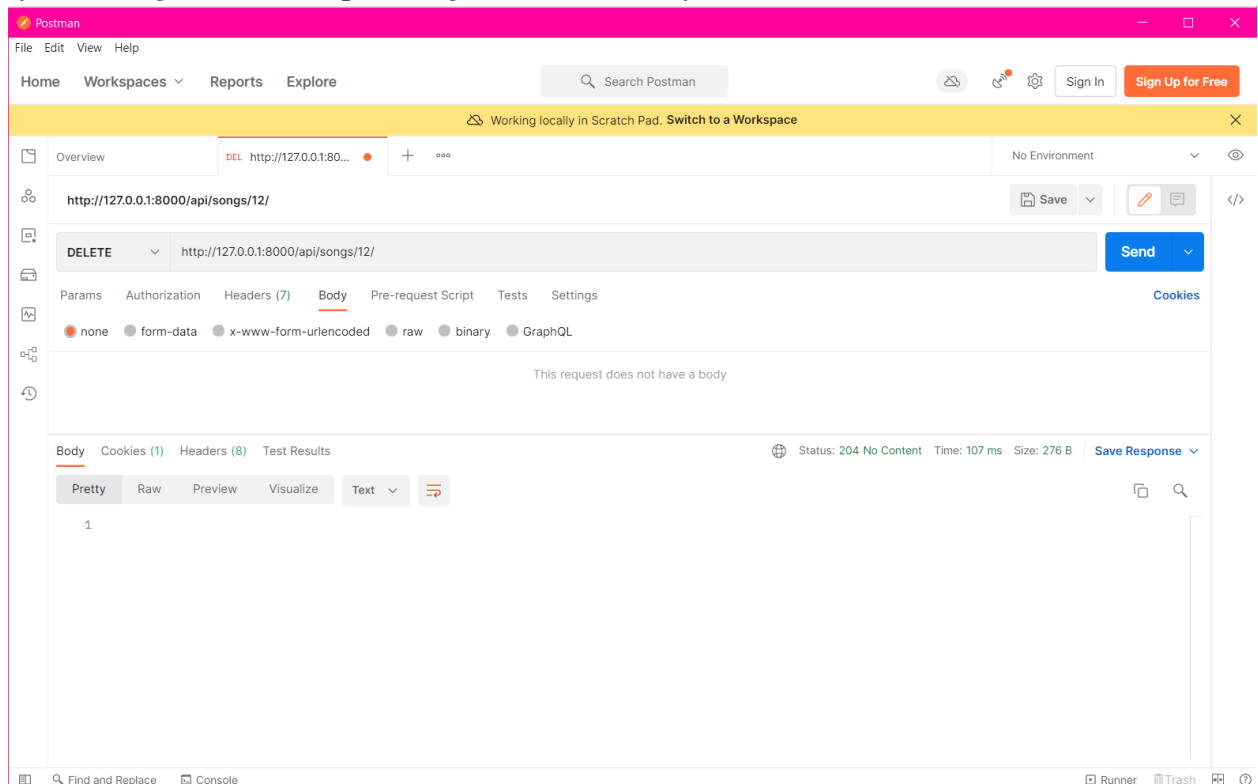 Postman
File Edit View Help
Home Workspaces Reports Explore Search Postman Sign In Sign Up for Free
Working locally in Scratch Pad. Switch to a Workspace
Overview DEL http://127.0.0.1:80... + ooo No Environment
http://127.0.0.1:8000/api/songs/12/ Save </>
DELETE http://127.0.0.1:8000/api/songs/12/ Send
Params Authorization Headers (7) Body Pre-request Script Tests Settings Cookies
none form-data x-www-form-urlencoded raw binary GraphQL
This request does not have a body
Body Cookies (1) Headers (8) Test Results Status: 204 No Content Time: 107 ms Size: 276 B Save Response
Pretty Raw Preview Visualize Text
1
Find and Replace Console Runner Trash